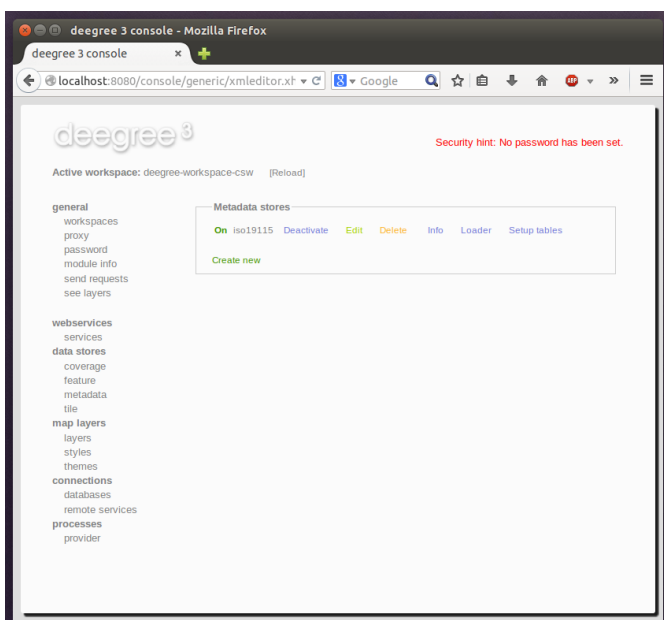 deegree 3 console - Mozilla Firefox
deegree 3 console
localhost:8080/console/generic/xmleditor.xh
Google
ABP
deegree 3
Security hint: No password has been set.
Active workspace: deegree-workspace-csw [Reload]
general
workspaces
proxy
password
module info
send requests
see layers
webservices
services
data stores
coverage
feature
metadata
tile
map layers
layers
styles
themes
connections
databases
remote services
processes
provider
Metadata stores
On iso19115 Deactivate Edit Delete Info Loader Setup tables
Create new